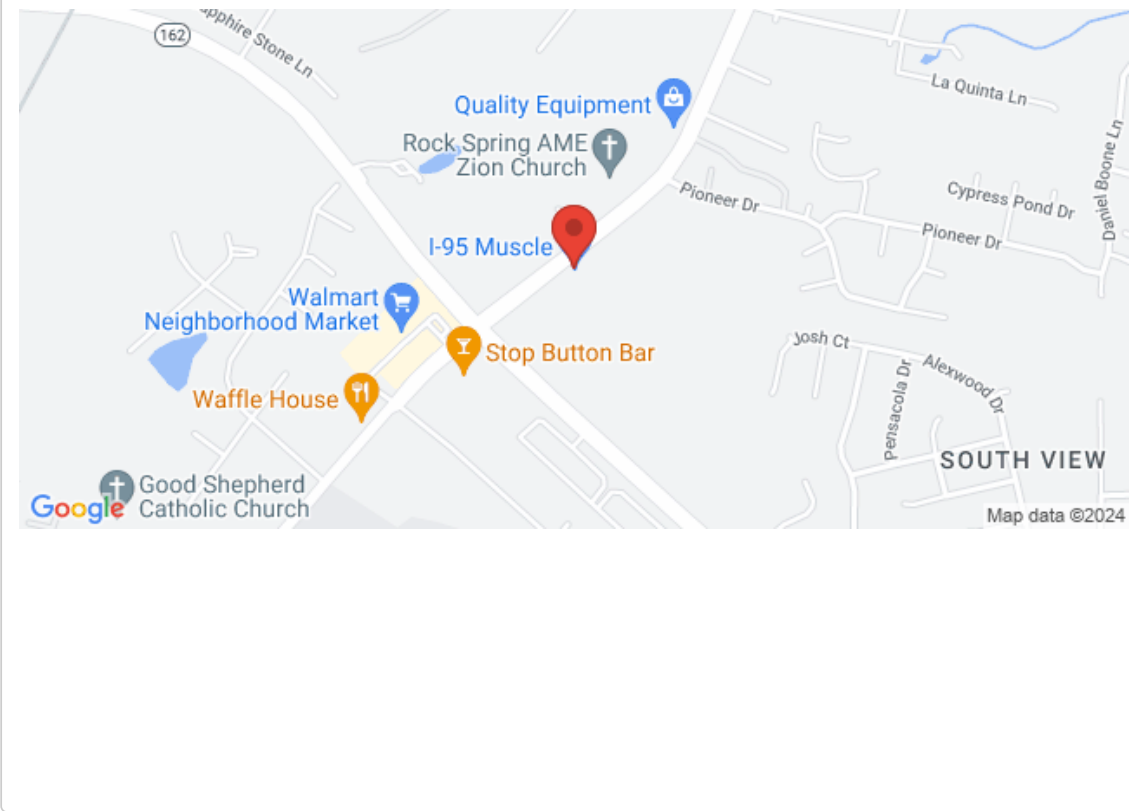 apphire Stone Ln
162
La Quinta Ln
Quality Equipment
Rock Spring AME
Zion Church
Daniel Boone Ln
Pioneer Dr
Cypress Pond Dr
Pioneer Dr
I-95 Muscle
Walmart
Neighborhood Market
Josh Ct
Stop Button Bar
Alexwood Dr
Pensacola Dr
Waffle House
SOUTH VIEW
Good Shepherd
Catholic Church
Google
Map data ©2024